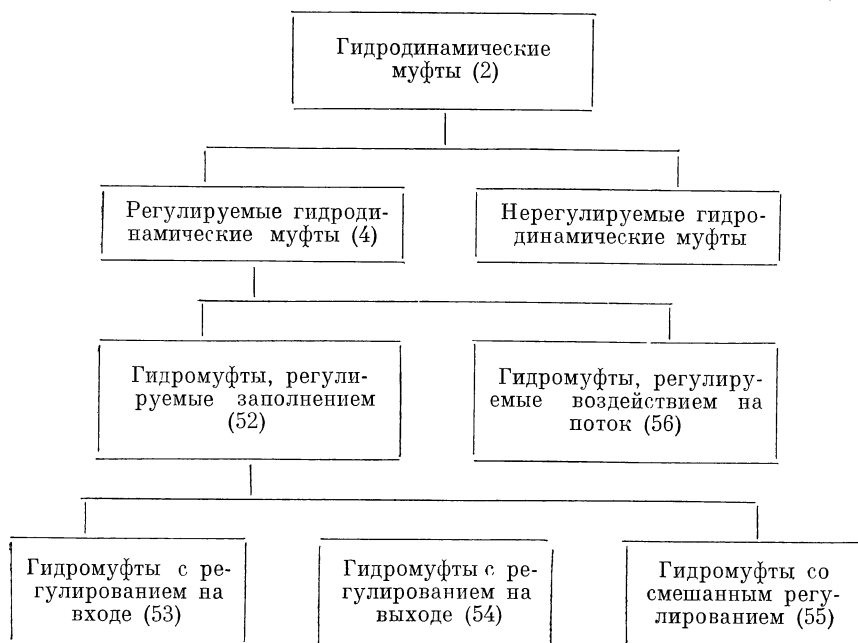 Гидродинамические
муфты (2)
Регулируемые гидроди-
намические муфты (4)
Нерегулируемые гидро-
динамические муфты
Гидромуфты, регули-
руемые заполнением
(52)
Гидромуфты, регулиру-
емые воздействием на
поток (56)
Гидромуфты с ре-
гулированием на
входе (53)
Гидромуфты с ре-
гулированием на
выходе (54)
Гидромуфты со
смешанным регу-
лированием (55)